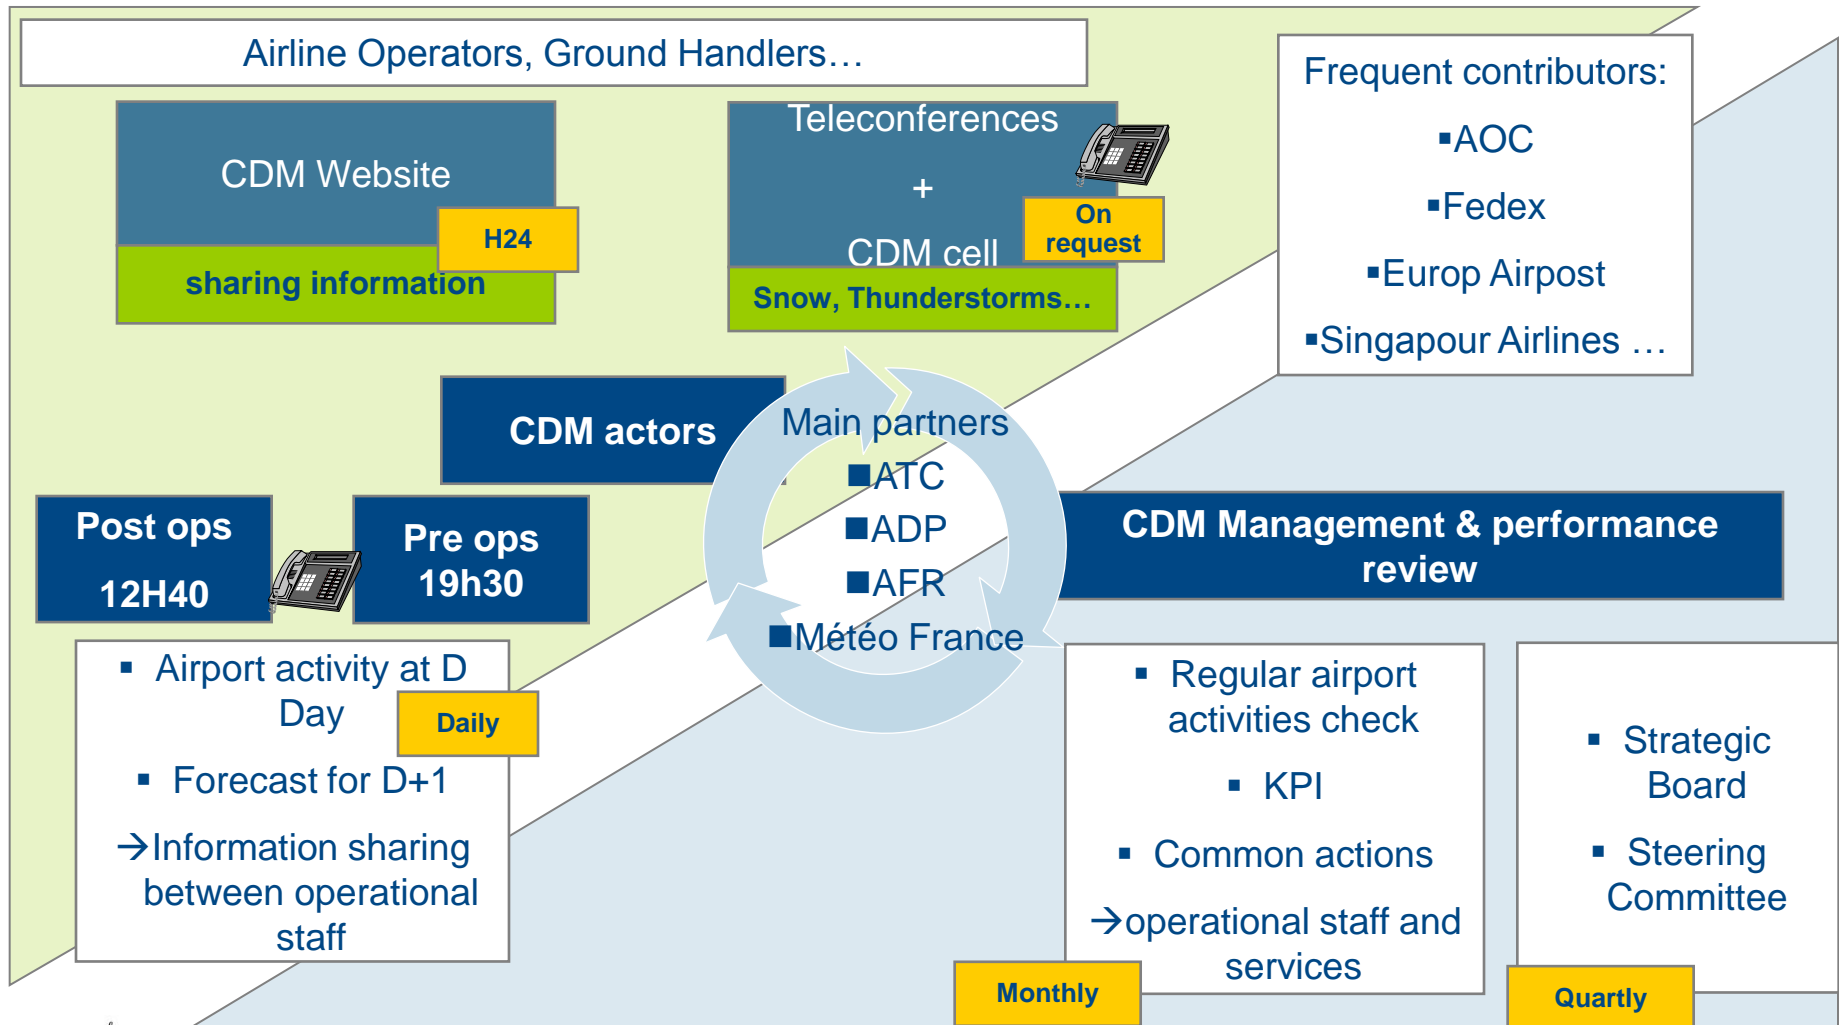 Airline Operators, Ground Handlers…
Frequent contributors:
▪AOC
▪Fedex
▪Europ Airpost
▪Singapour Airlines …
CDM Website
H24
sharing information
Teleconferences
+
CDM cell
On
request
Snow, Thunderstorms…
CDM actors
Main partners
■ATC
■ADP
■AFR
■Météo France
Post ops
12H40
Pre ops
19h30
▪ Airport activity at D
Day
Daily
▪ Forecast for D+1
→Information sharing
between operational
staff
CDM Management & performance
review
▪ Regular airport
activities check
▪ KPI
▪ Common actions
→operational staff and
services
Monthly
▪ Strategic
Board
▪ Steering
Committee
Quartly